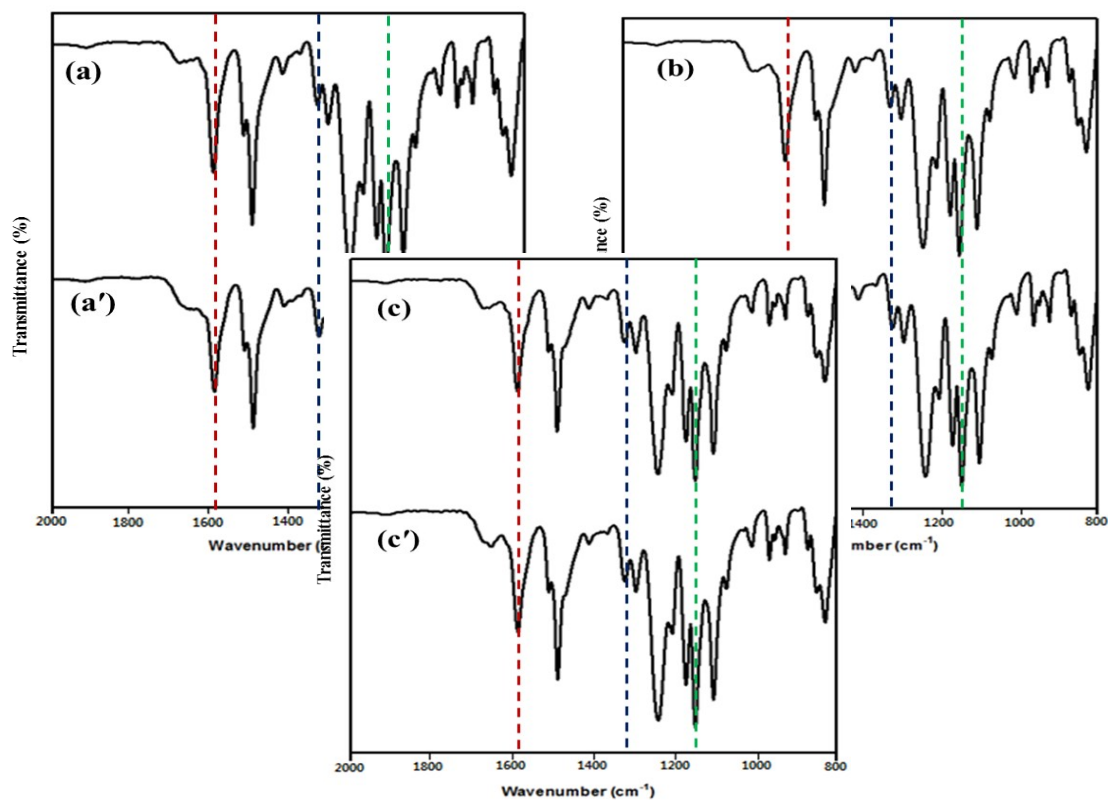 (a)
(b)
Transmittance (%)
nce (%)
(a′)
(c)
Transmittance (%)
(c′)
2000 1800 1600 1400
Wavenumber (
1400 1200 1000 800
mber (cm⁻¹)
2000 1800 1600 1400 1200 1000 800
Wavenumber (cm⁻¹)